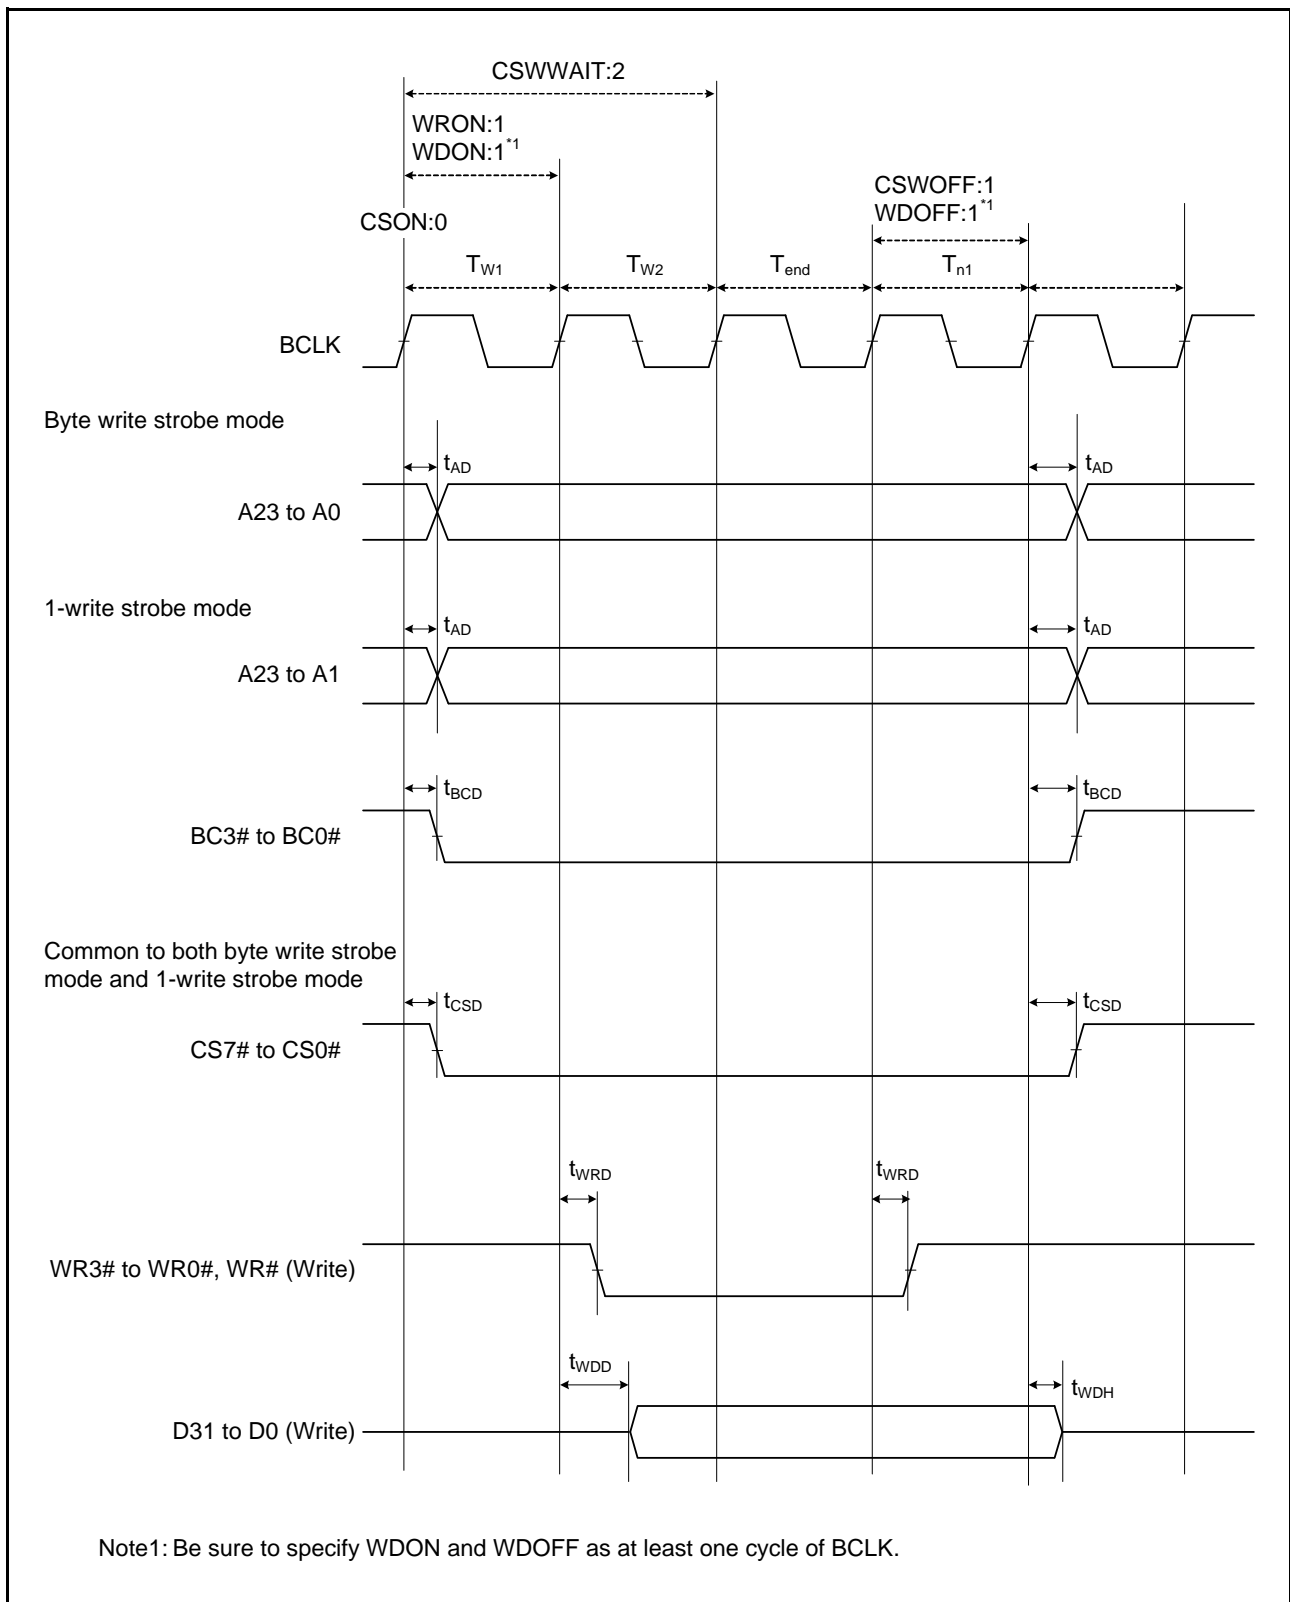 CSWWAIT:2
WRON:1
WDON:1*1
CSWOFF:1
WDOFF:1*1
CSON:0
TW1 TW2 Tend Tn1
BCLK
Byte write strobe mode
tAD tAD
A23 to A0
1-write strobe mode
tAD tAD
A23 to A1
tBCD tBCD
BC3# to BC0#
Common to both byte write strobe
mode and 1-write strobe mode
tCSD tCSD
CS7# to CS0#
tWRD tWRD
WR3# to WR0#, WR# (Write)
tWDD tWDH
D31 to D0 (Write)
Note1: Be sure to specify WDON and WDOFF as at least one cycle of BCLK.